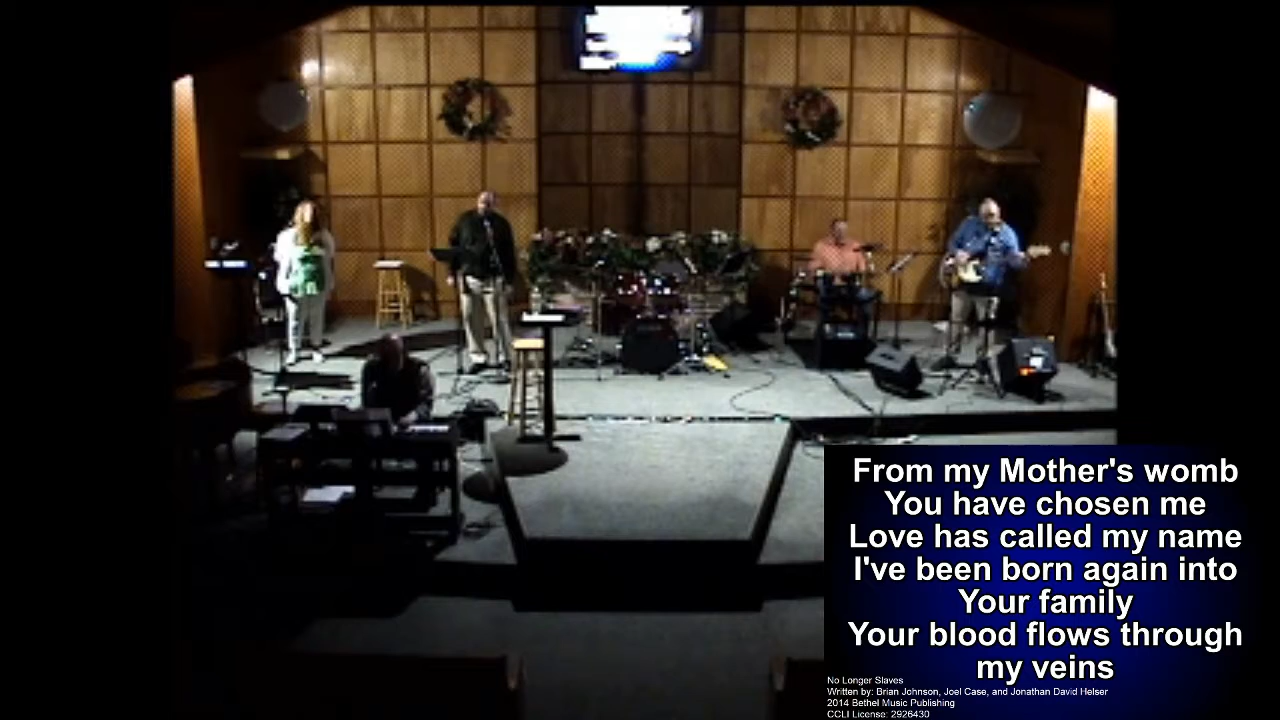 From my Mother's womb
You have chosen me
Love has called my name
I've been born again into
Your family
Your blood flows through
my veins
No Longer Slaves
Written by: Brian Johnson, Joel Case, and Jonathan David Helser
2014 Bethel Music Publishing
CCLI License: 2926430